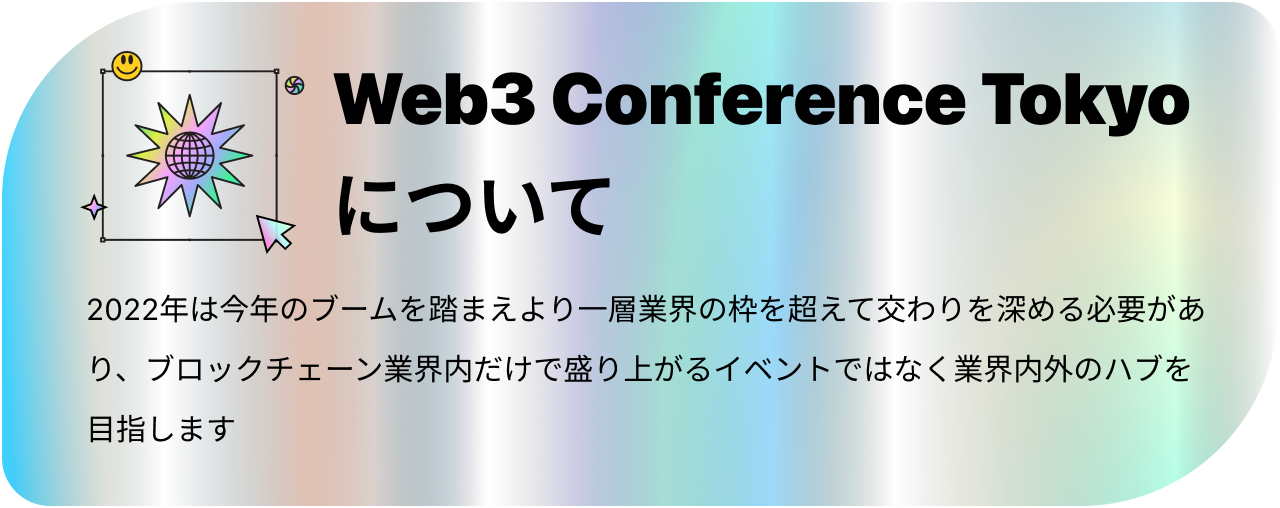 Web3 Conference Tokyo
について
2022年は今年のブームを踏まえより一層業界の枠を超えて交わりを深める必要があ
り、ブロックチェーン業界内だけで盛り上がるイベントではなく業界内外のハブを
目指します